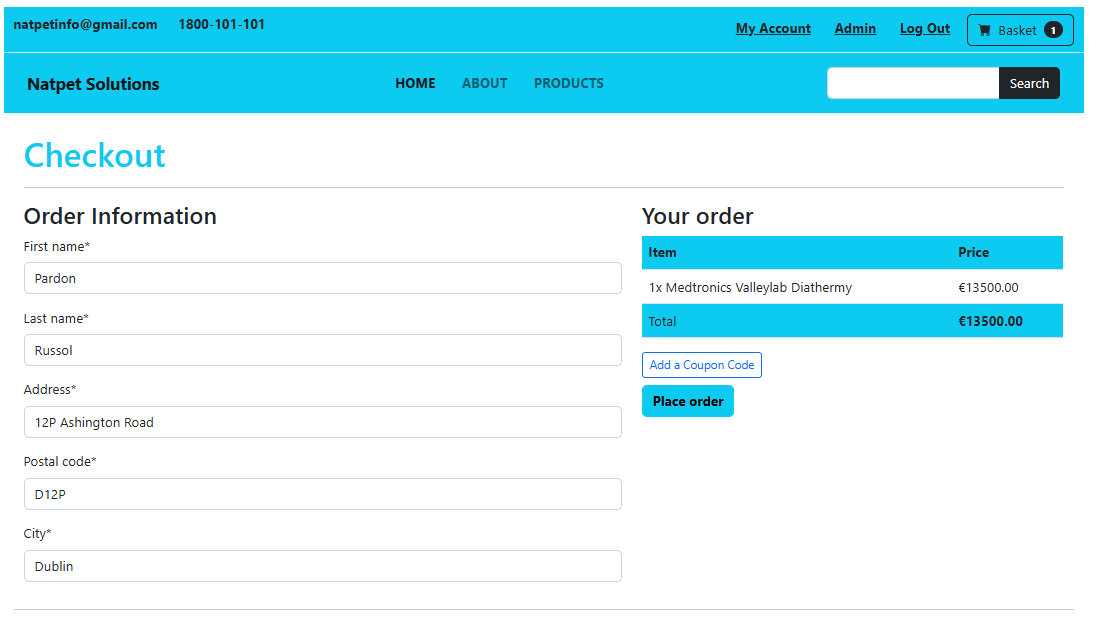 natpetinfo@gmail.com 1800-101-101 My Account Admin Log Out Basket 1
Natpet Solutions HOME ABOUT PRODUCTS Search
Checkout
Order Information
First name*
Pardon
Last name*
Russol
Address*
12P Ashington Road
Postal code*
D12P
City*
Dublin
Your order
Item Price
1x Medtronics Valleylab Diathermy €13500.00
Total €13500.00
Add a Coupon Code
Place order